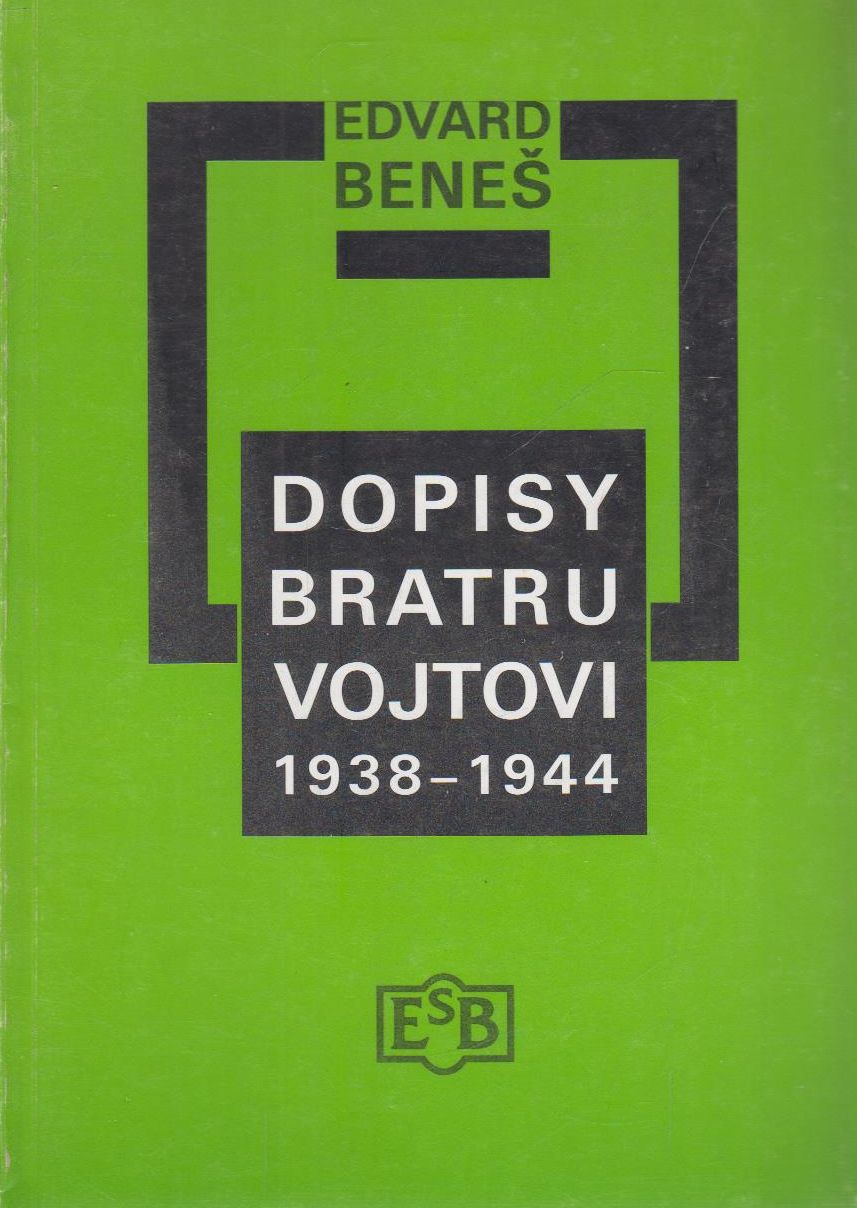 EDVARD
BENEŠ
DOPISY
BRATRU
VOJTOVI
1938–1944
ESB